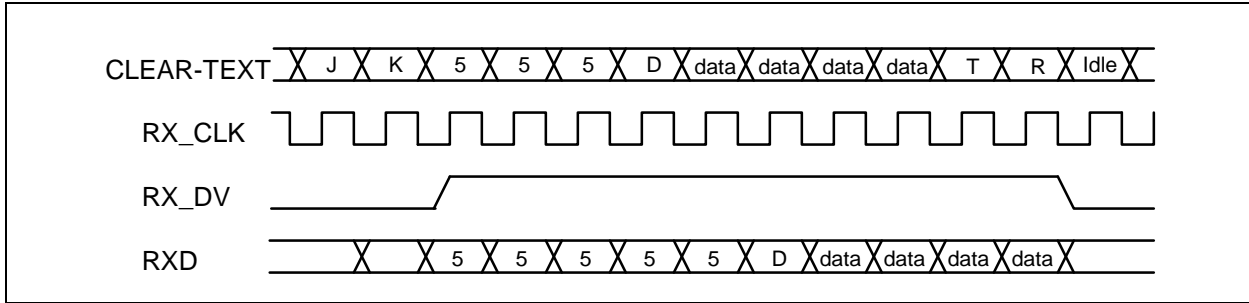 CLEAR-TEXT J K 5 5 5 D data data data data T R Idle
RX_CLK
RX_DV
RXD 5 5 5 5 5 D data data data data